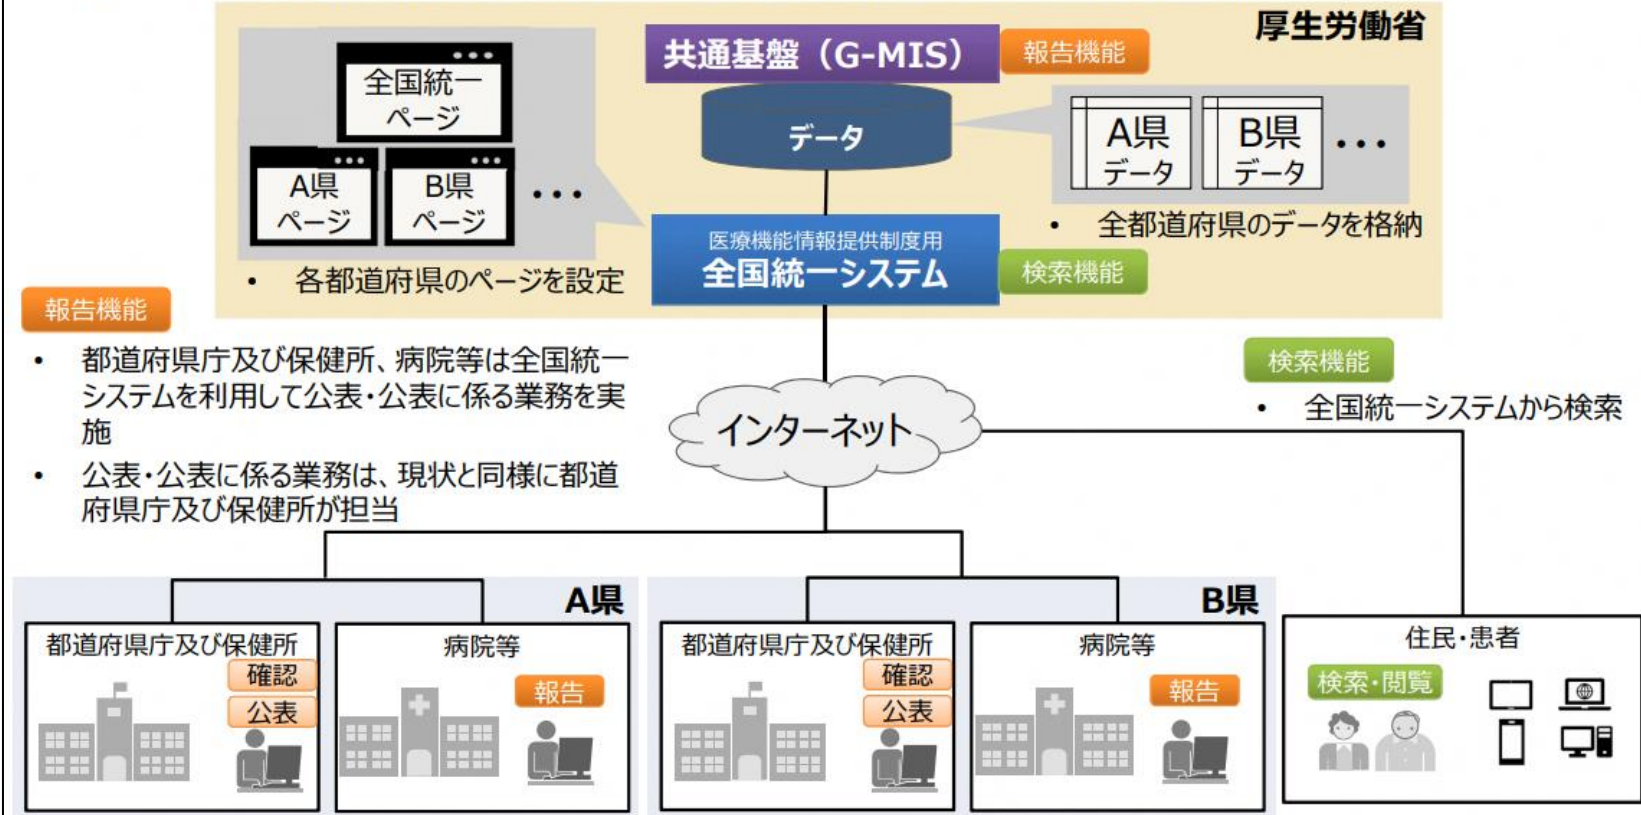 厚生労働省
共通基盤（G-MIS）
報告機能
全国統一
ページ
A県
ページ
B県
ページ
・・・
データ
A県
データ
B県
データ
・・・
• 全都道府県のデータを格納
医療機能情報提供制度用
全国統一システム
検索機能
• 各都道府県のページを設定
報告機能
• 都道府県庁及び保健所、病院等は全国統一
システムを利用して公表・公表に係る業務を実
施
• 公表・公表に係る業務は、現状と同様に都道
府県庁及び保健所が担当
インターネット
検索機能
• 全国統一システムから検索
A県
都道府県庁及び保健所
確認
公表
病院等
報告
B県
都道府県庁及び保健所
確認
公表
病院等
報告
住民・患者
検索・閲覧